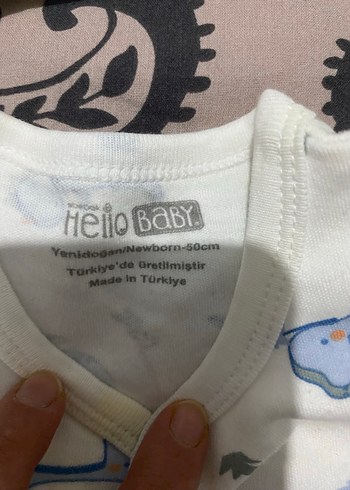 Hello BABY
Yenidoğan/Newborn-50cm
Türkiye'de üretilmiştir
Made in Türkiye